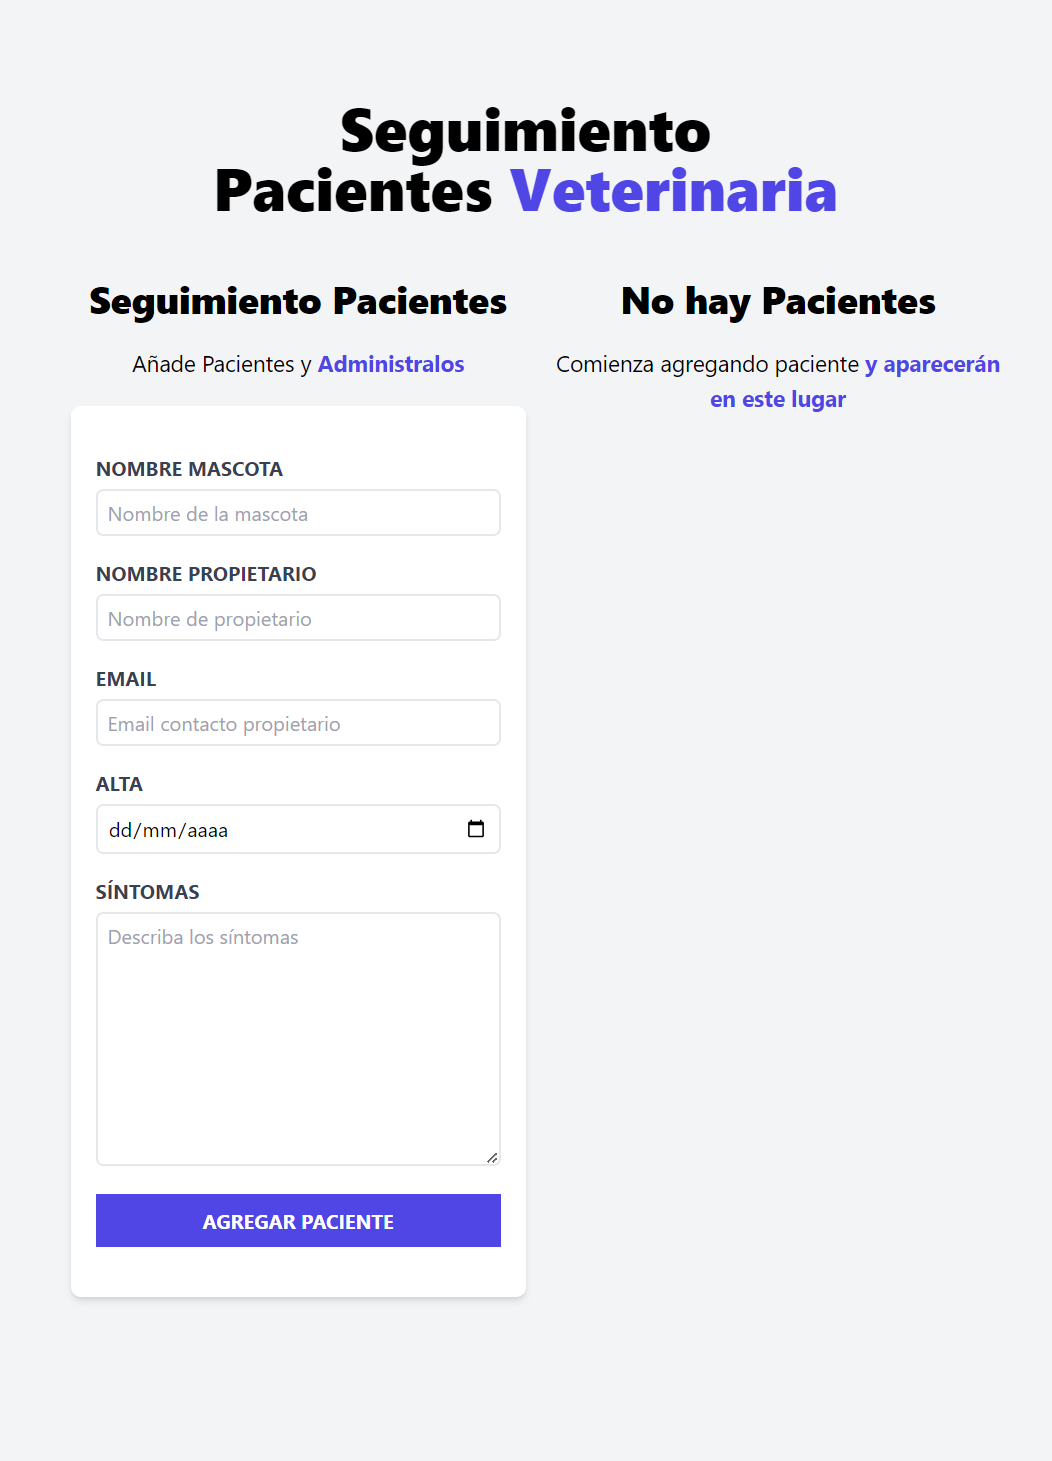 Seguimiento
Pacientes Veterinaria
Seguimiento Pacientes
Añade Pacientes y Administralos
NOMBRE MASCOTA
Nombre de la mascota
NOMBRE PROPIETARIO
Nombre de propietario
EMAIL
Email contacto propietario
ALTA
dd/mm/aaaa
SÍNTOMAS
Describa los síntomas
AGREGAR PACIENTE
No hay Pacientes
Comienza agregando paciente y aparecerán
en este lugar